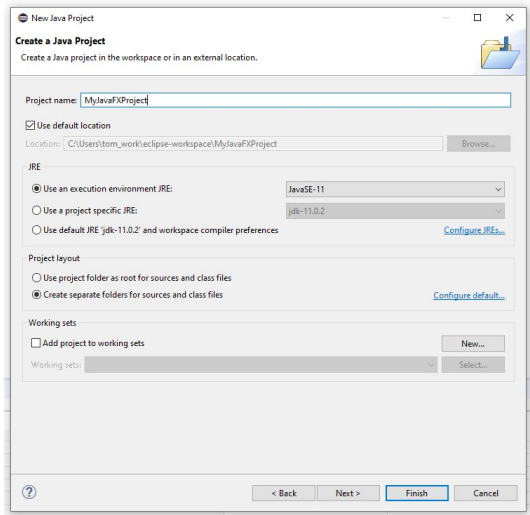 New Java Project
Create a Java Project
Create a Java project in the workspace or in an external location.
Project name: MyJavaFXProject
Use default location
Location: C:\Users\tom_work\eclipse-workspace\MyJavaFXProject Browse...
JRE
Use an execution environment JRE: JavaSE-11
Use a project specific JRE: jdk-11.0.2
Use default JRE 'jdk-11.0.2' and workspace compiler preferences Configure JREs...
Project layout
Use project folder as root for sources and class files
Create separate folders for sources and class files Configure default...
Working sets
Add project to working sets New...
Working sets: Select...
? < Back Next > Finish Cancel